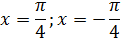 x = π/4 ; x = −π/4